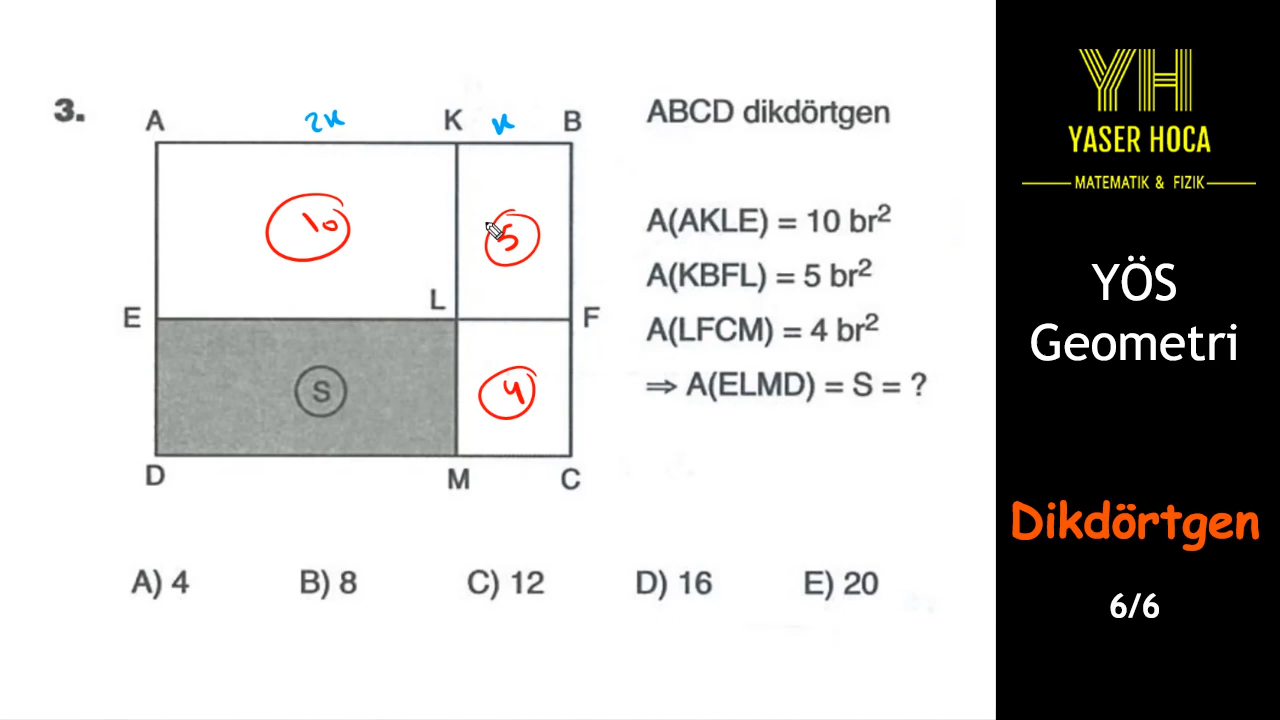 3.
A 2k K k B
ABCD dikdörtgen
10 5
A(AKLE) = 10 br²
A(KBFL) = 5 br²
E L F
A(LFCM) = 4 br²
S 4
⇒ A(ELMD) = S = ?
D M C
A) 4 B) 8 C) 12 D) 16 E) 20
YH
YASER HOCA
MATEMATIK & FIZIK
YÖS
Geometri
Dikdörtgen
6/6